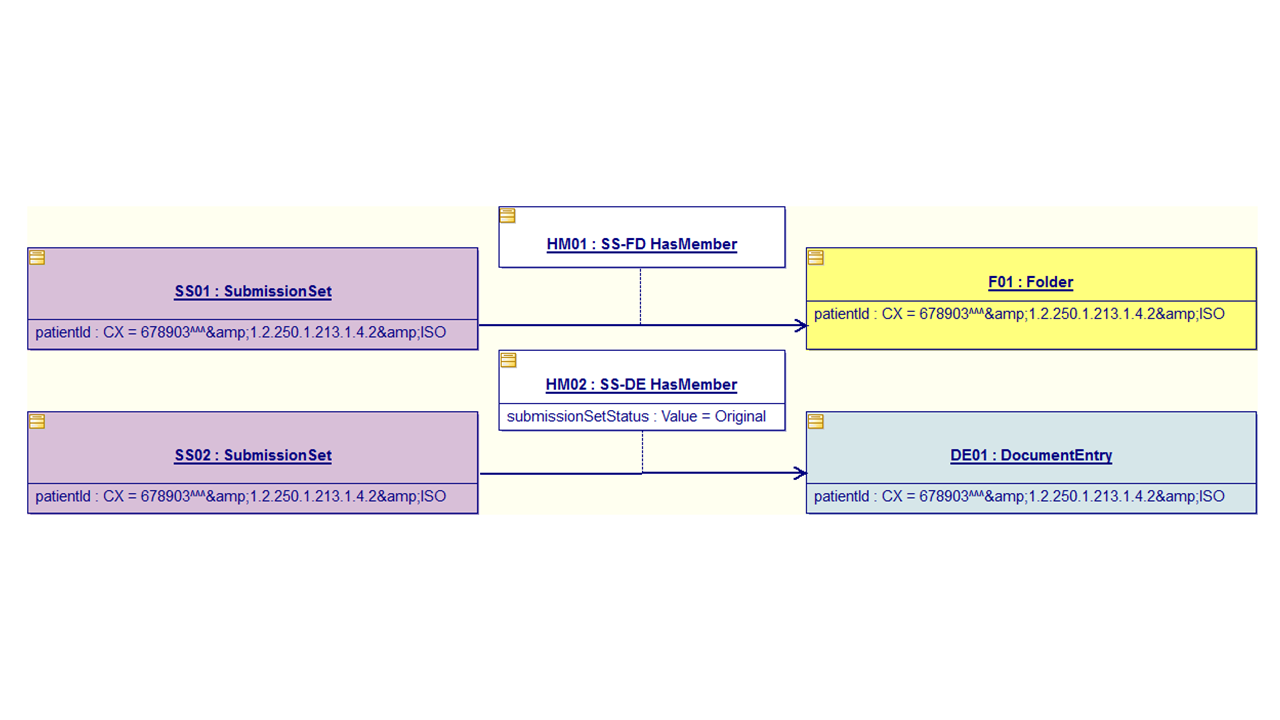 HM01 : SS-FD HasMember
SS01 : SubmissionSet
patientId : CX = 678903^^^&amp;1.2.250.1.213.1.4.2&amp;ISO
F01 : Folder
patientId : CX = 678903^^^&amp;1.2.250.1.213.1.4.2&amp;ISO
HM02 : SS-DE HasMember
submissionSetStatus : Value = Original
SS02 : SubmissionSet
patientId : CX = 678903^^^&amp;1.2.250.1.213.1.4.2&amp;ISO
DE01 : DocumentEntry
patientId : CX = 678903^^^&amp;1.2.250.1.213.1.4.2&amp;ISO